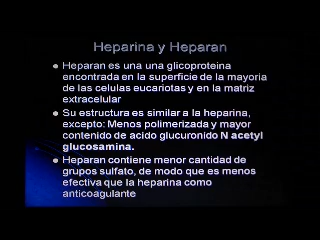 Heparina y Heparan
Heparan es una una glicoproteina
encontrada en la superficie de la mayoria
de las celulas eucariotas y en la matriz
extracelular
Su estructura es similar a la heparina,
excepto: Menos polimerizada y mayor
contenido de acido glucuronido N acetyl
glucosamina.
Heparan contiene menor cantidad de
grupos sulfato, de modo que es menos
efectiva que la heparina como
anticoagulante